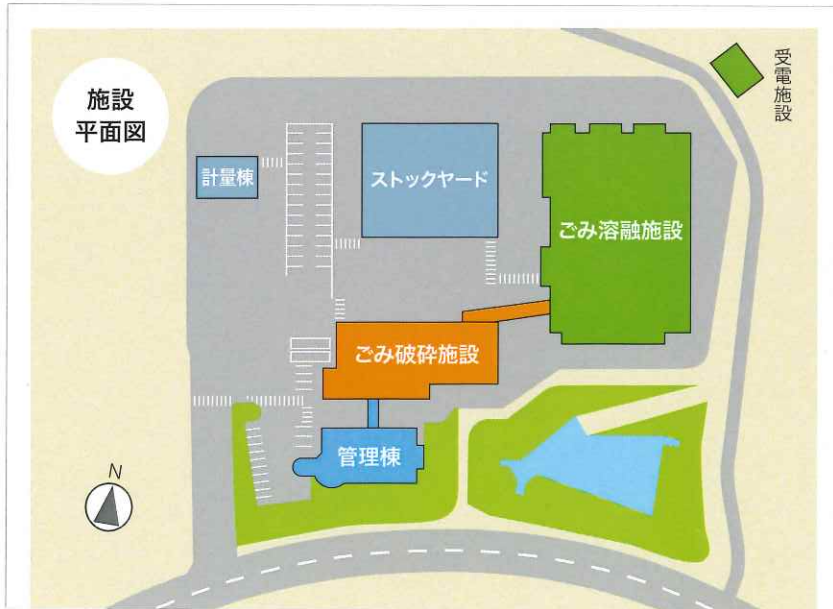 施設
平面図
受電施設
計量棟
ストックヤード
ごみ溶融施設
ごみ破砕施設
管理棟
N